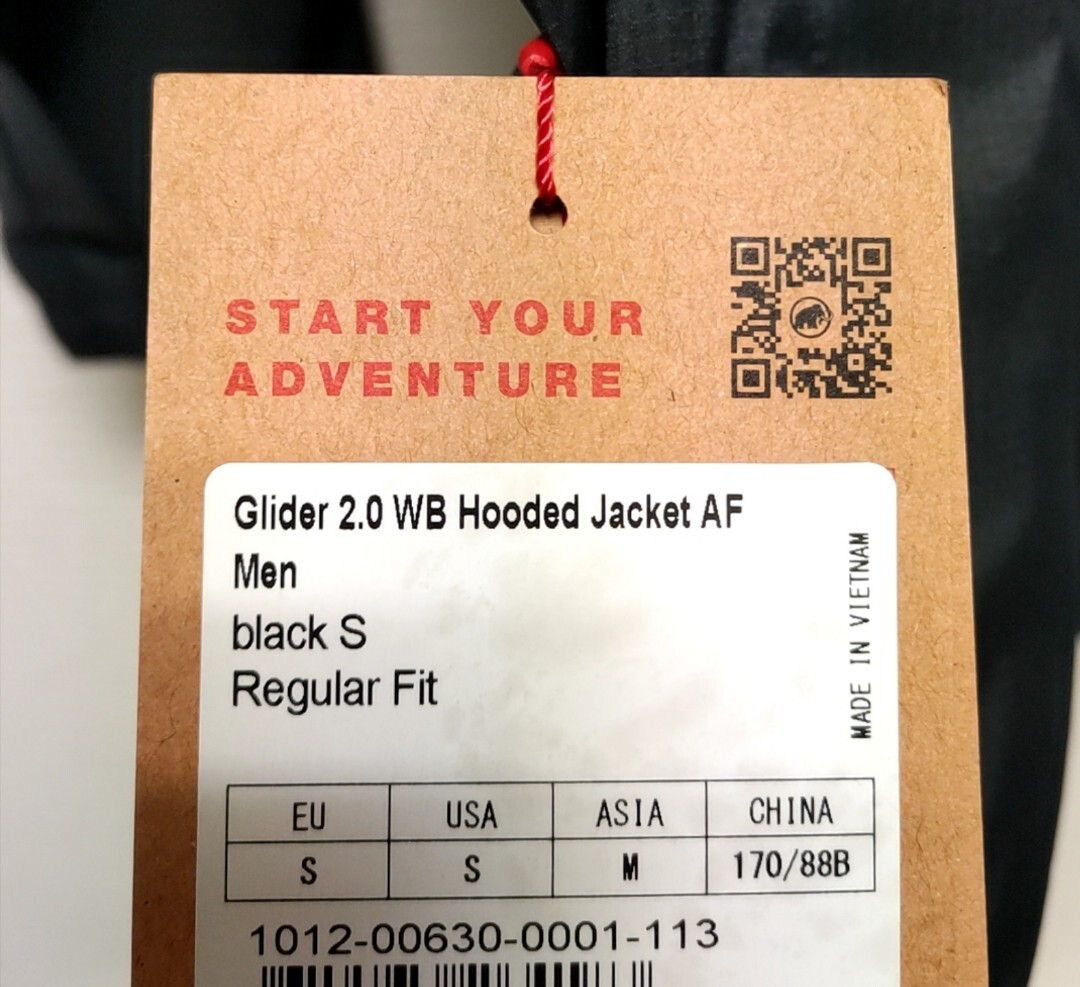 START YOUR
ADVENTURE
Glider 2.0 WB Hooded Jacket AF
Men
black S
Regular Fit
MADE IN VIETNAM
EU USA ASIA CHINA
S S M 170/88B
1012-00630-0001-113